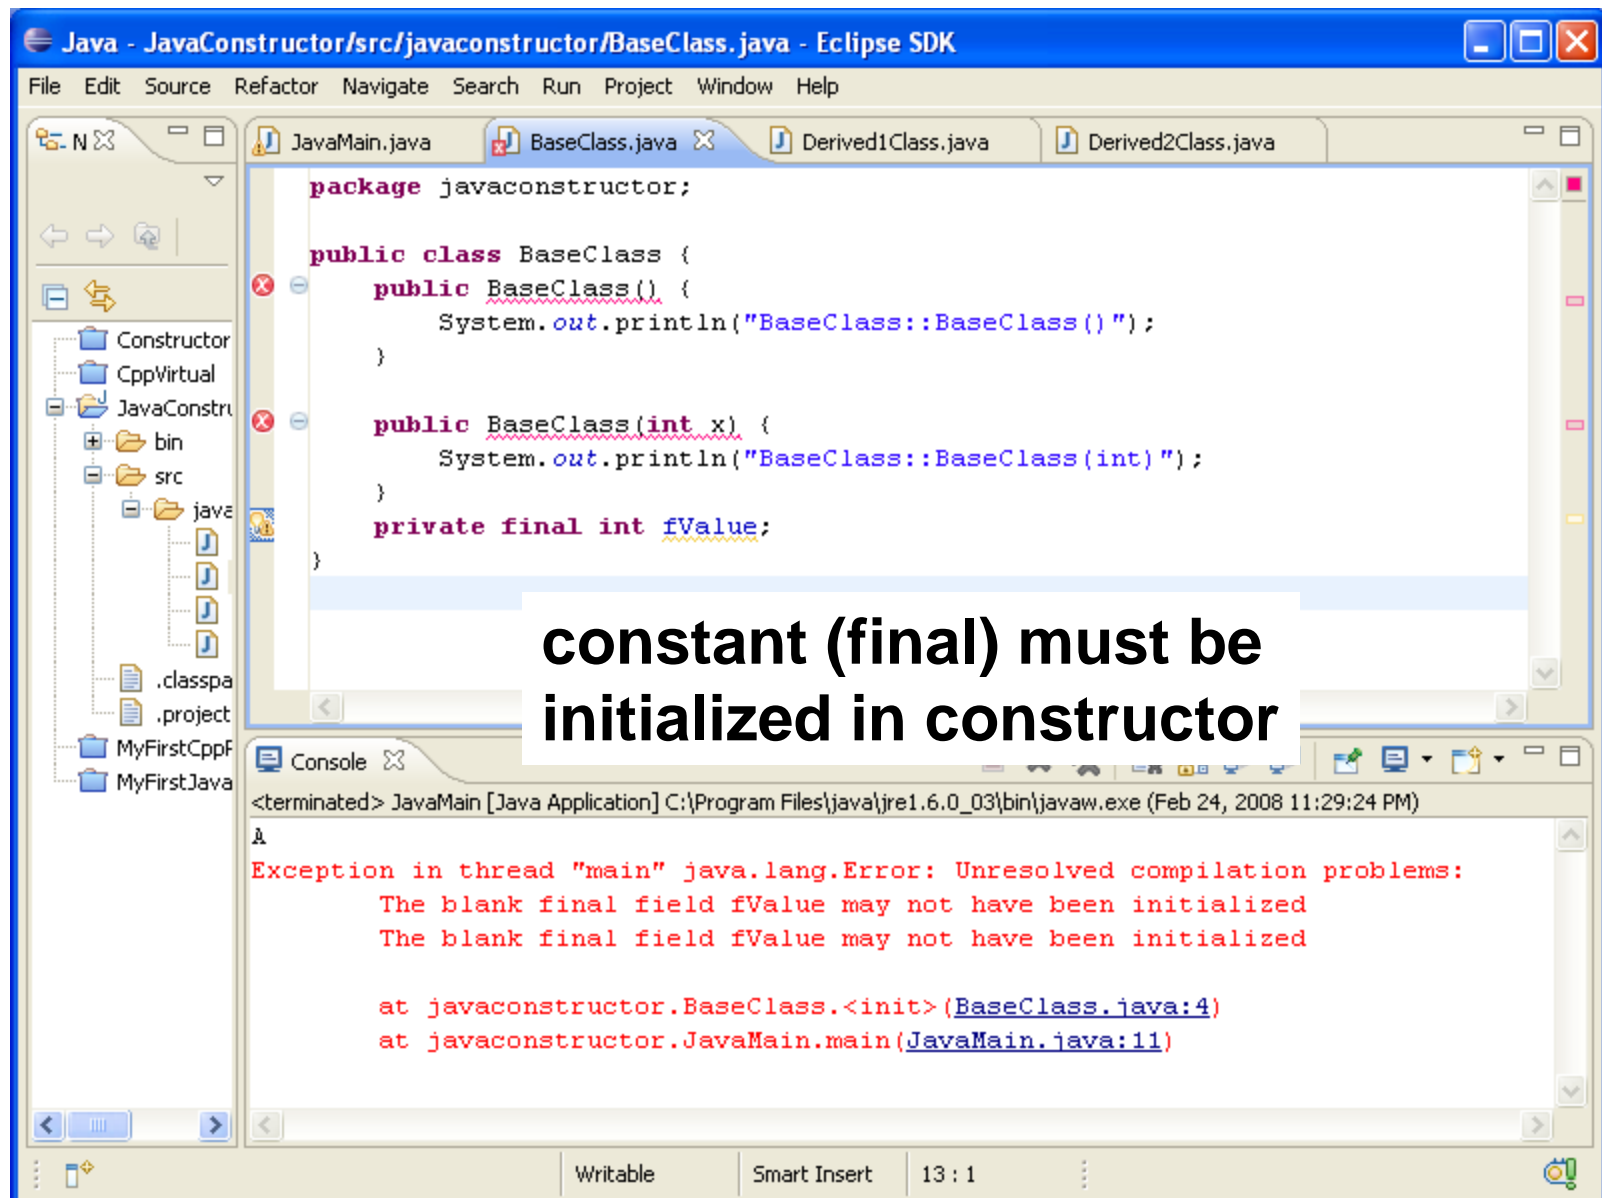 Java - JavaConstructor/src/javaconstructor/BaseClass.java - Eclipse SDK
File Edit Source Refactor Navigate Search Run Project Window Help
N
JavaMain.java BaseClass.java Derived1Class.java Derived2Class.java
Constructor
CppVirtual
JavaConstru
bin
src
java
.classpa
.project
MyFirstCppP
MyFirstJava
package javaconstructor;
public class BaseClass {
public BaseClass() {
System.out.println("BaseClass::BaseClass()");
}
public BaseClass(int x) {
System.out.println("BaseClass::BaseClass(int)");
}
private final int fValue;
}
constant (final) must be
initialized in constructor
Console
<terminated> JavaMain [Java Application] C:\Program Files\java\jre1.6.0_03\bin\javaw.exe (Feb 24, 2008 11:29:24 PM)
A
Exception in thread "main" java.lang.Error: Unresolved compilation problems:
The blank final field fValue may not have been initialized
The blank final field fValue may not have been initialized
at javaconstructor.BaseClass.<init>(BaseClass.java:4)
at javaconstructor.JavaMain.main(JavaMain.java:11)
Writable Smart Insert 13 : 1